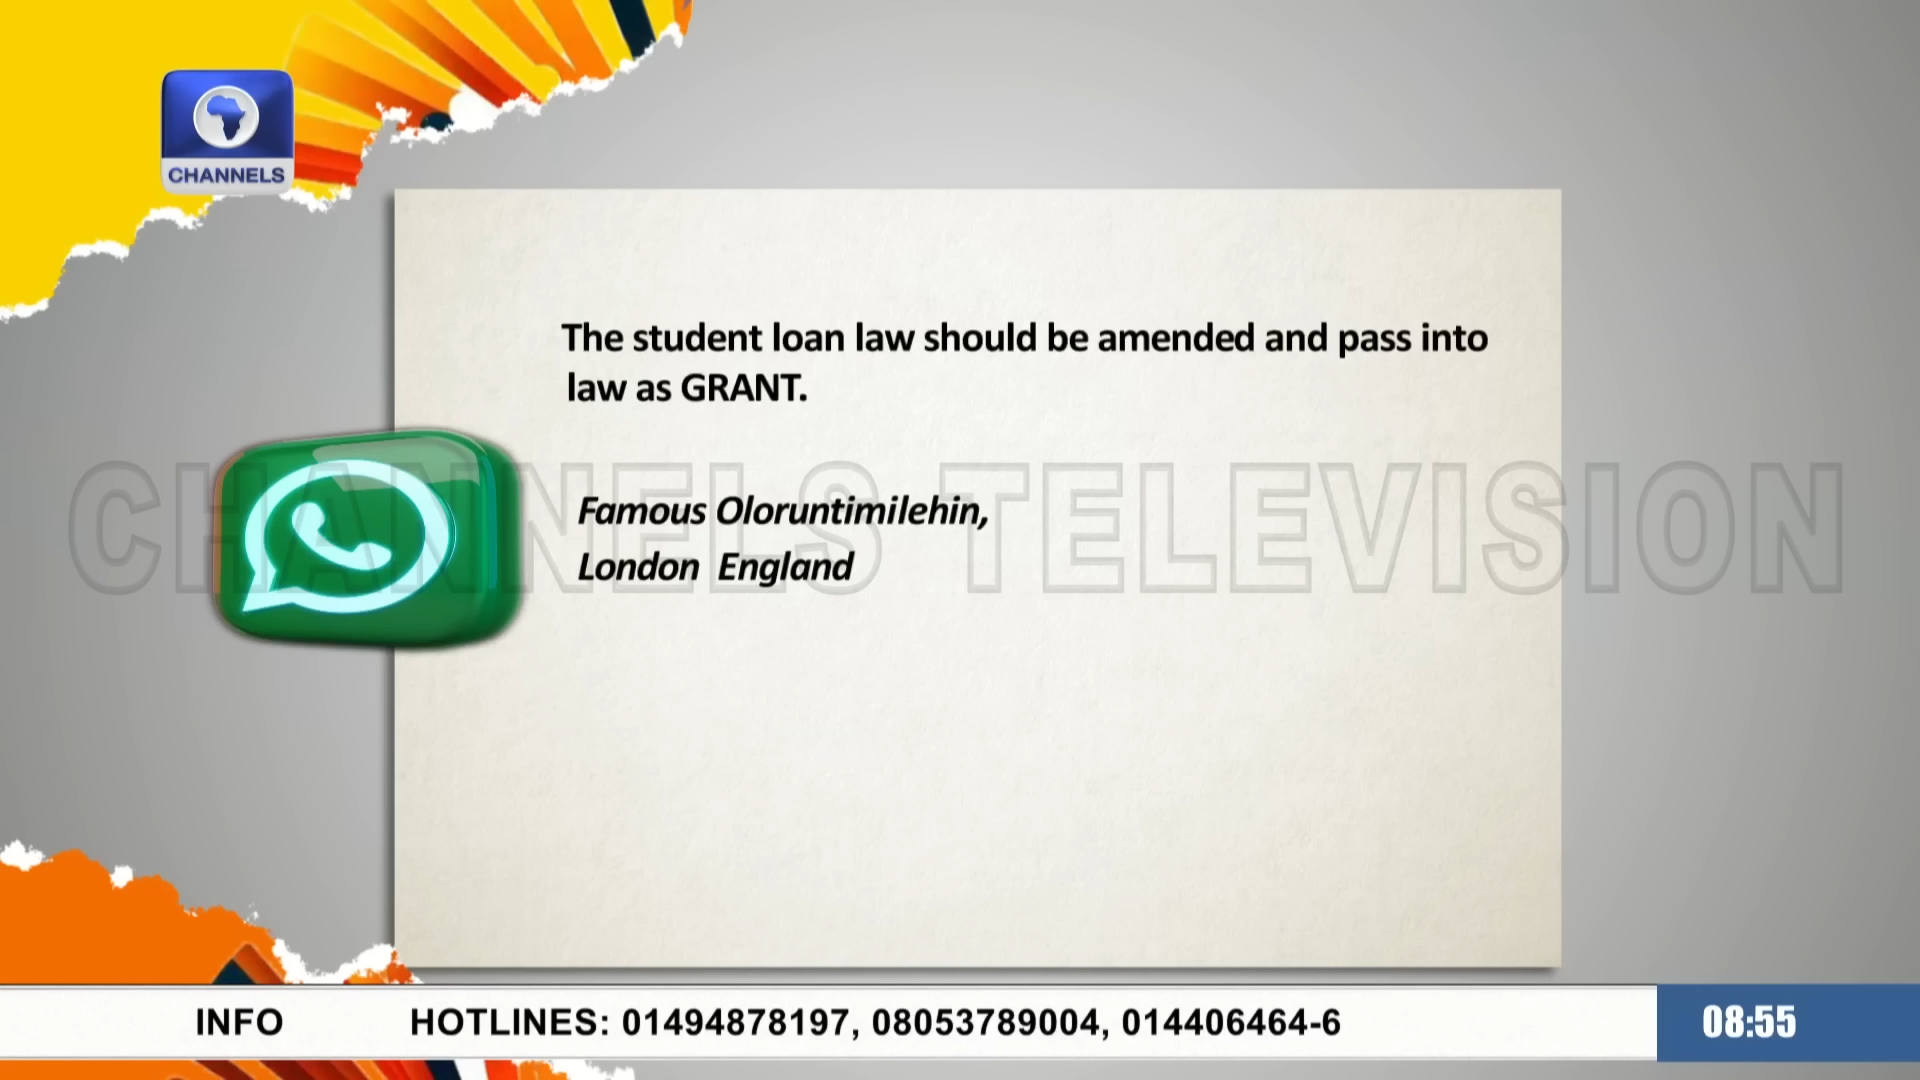 CHANNELS
The student loan law should be amended and pass into
law as GRANT.
CHANNELS TELEVISION
Famous Oloruntimilehin,
London England
INFO
HOTLINES: 01494878197, 08053789004, 014406464-6
08:55